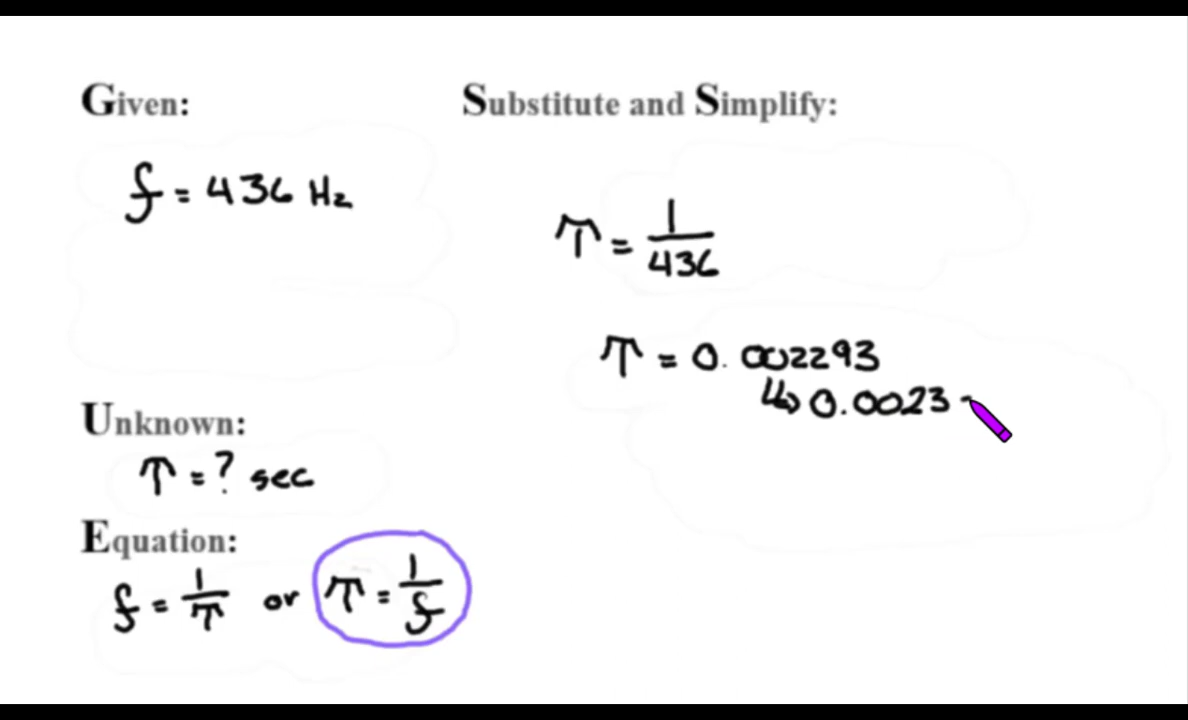 Given:
f = 436 Hz
Unknown:
T = ? sec
Equation:
f = 1/T or T = 1/f
Substitute and Simplify:
T = 1/436
T = 0.002293
↳ 0.0023